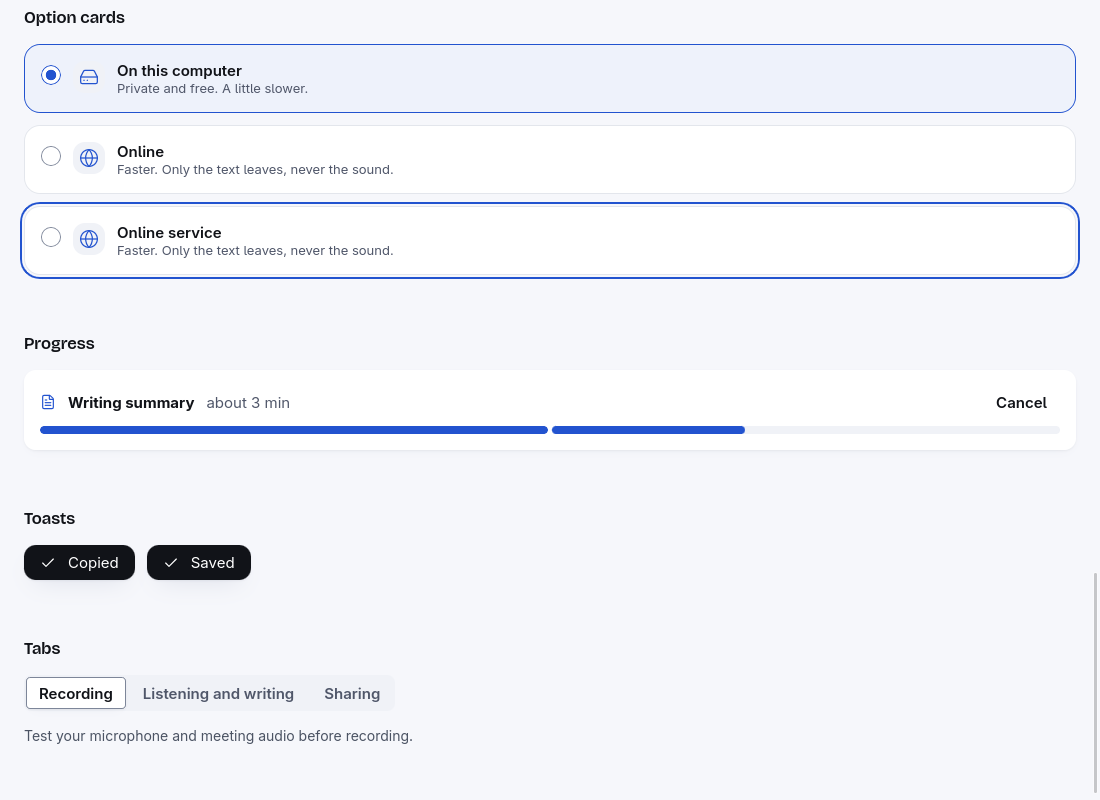 Option cards
On this computer
Private and free. A little slower.
Online
Faster. Only the text leaves, never the sound.
Online service
Faster. Only the text leaves, never the sound.
Progress
Writing summary about 3 min Cancel
Toasts
Copied Saved
Tabs
Recording Listening and writing Sharing
Test your microphone and meeting audio before recording.